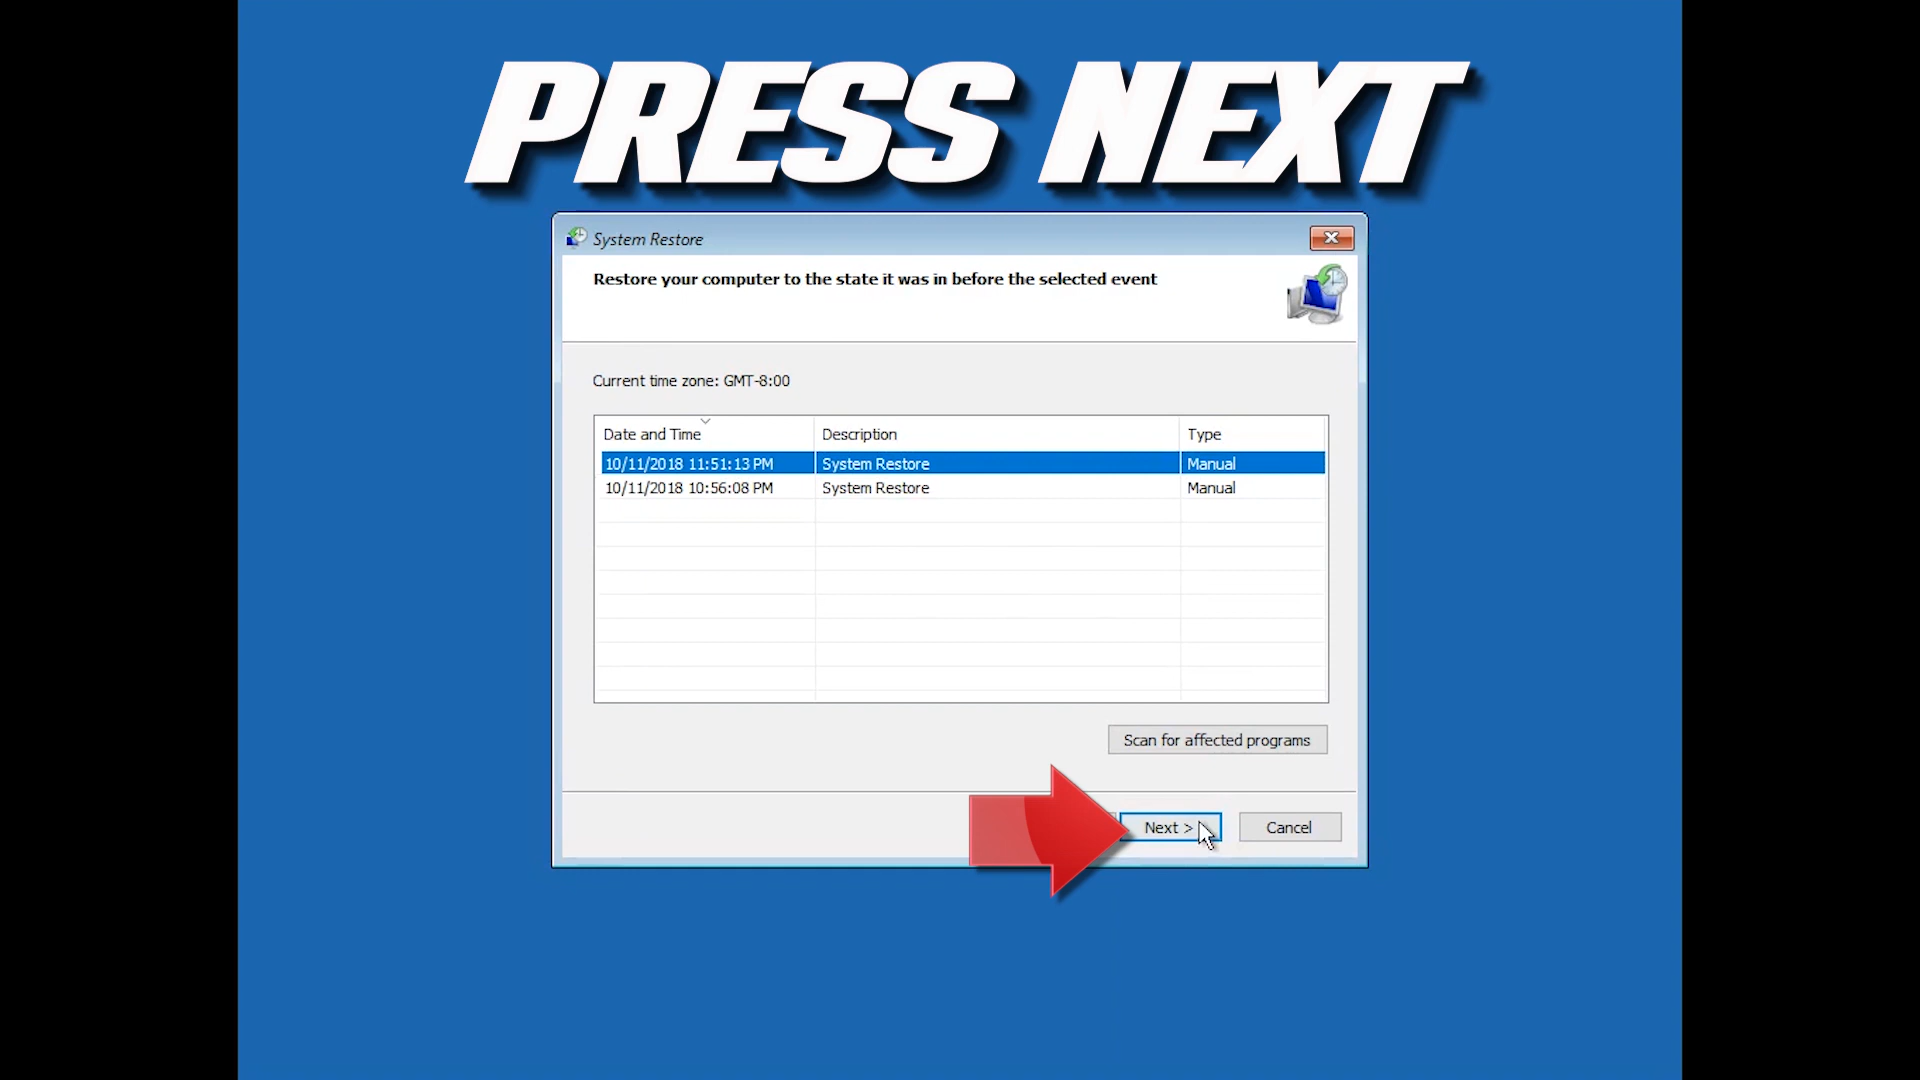 PRESS NEXT
System Restore
Restore your computer to the state it was in before the selected event
Current time zone: GMT-8:00
Date and Time Description Type
10/11/2018 11:51:13 PM System Restore Manual
10/11/2018 10:56:08 PM System Restore Manual
Scan for affected programs
Next > Cancel